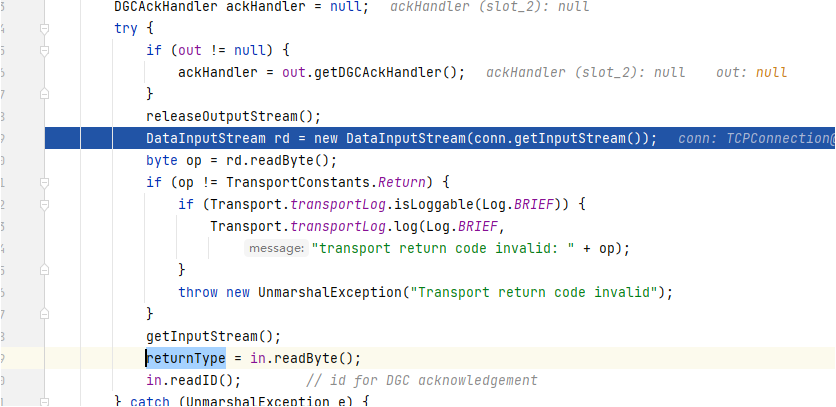 DGCAckHandler ackHandler = null;   ackHandler (slot_2): null
try {
if (out != null) {
ackHandler = out.getDGCAckHandler();   ackHandler (slot_2): null    out: null
}
releaseOutputStream();
DataInputStream rd = new DataInputStream(conn.getInputStream());   conn: TCPConnection@
byte op = rd.readByte();
if (op != TransportConstants.Return) {
if (Transport.transportLog.isLoggable(Log.BRIEF)) {
Transport.transportLog.log(Log.BRIEF,
message: "transport return code invalid: " + op);
}
throw new UnmarshalException("Transport return code invalid");
}
getInputStream();
returnType = in.readByte();
in.readID();        // id for DGC acknowledgement
} catch (UnmarshalException e) {